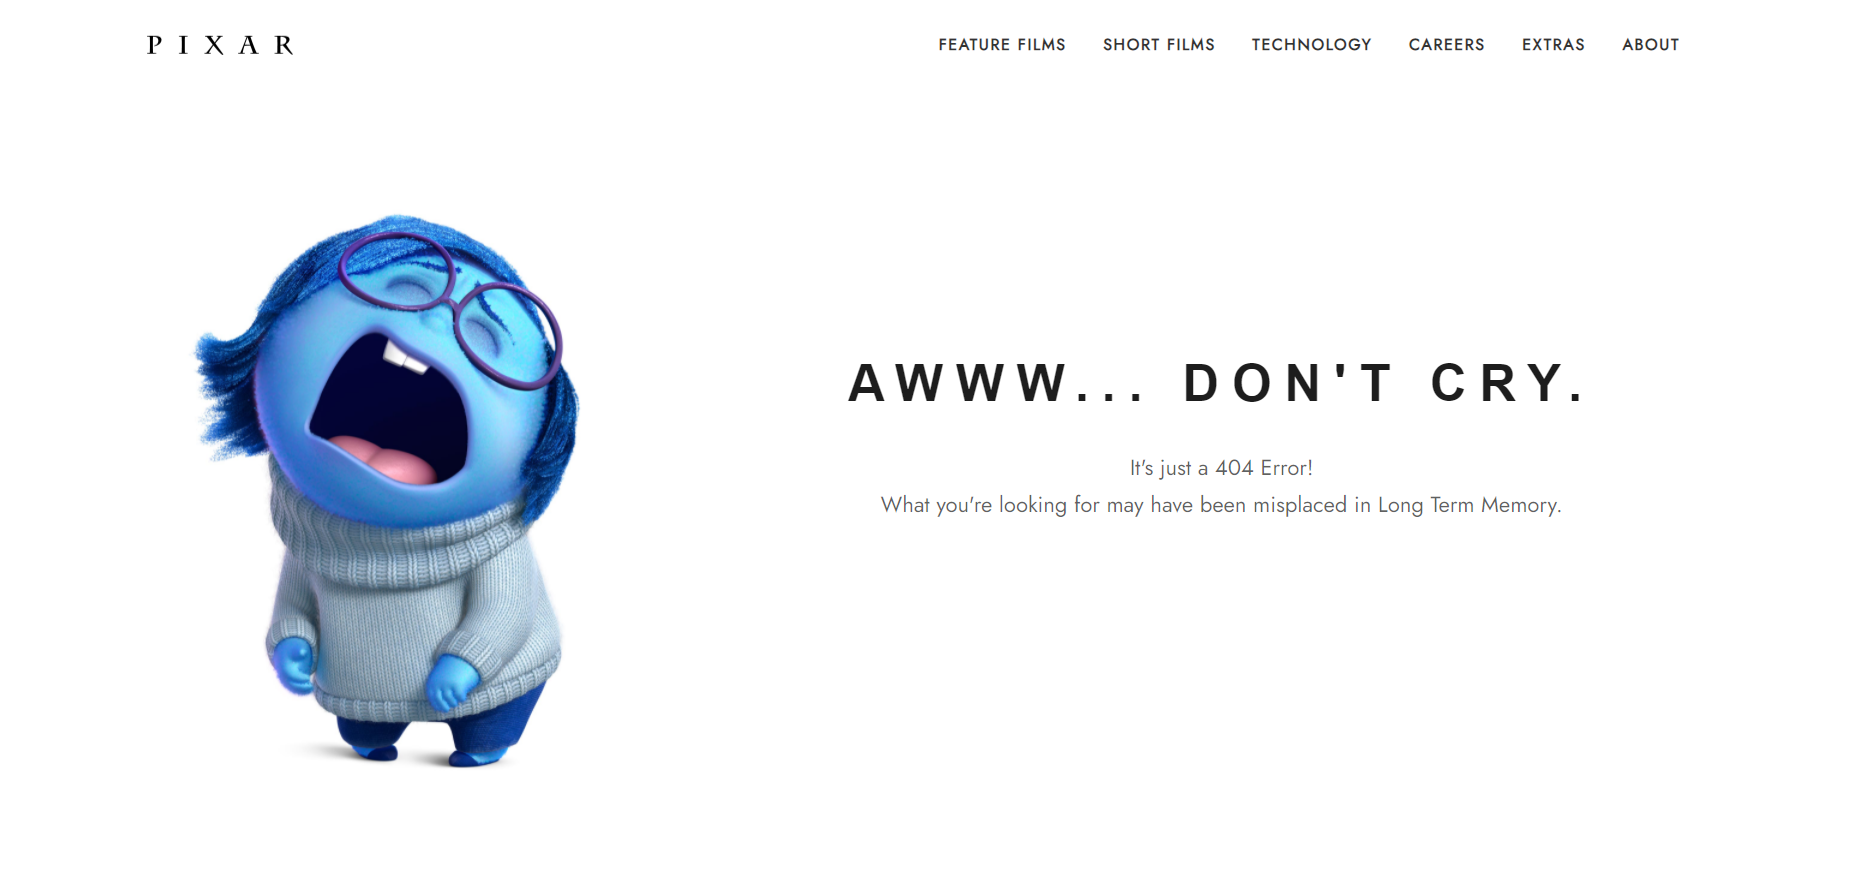 PIXAR
FEATURE FILMS SHORT FILMS TECHNOLOGY CAREERS EXTRAS ABOUT
AWWW... DON'T CRY.
It's just a 404 Error!
What you're looking for may have been misplaced in Long Term Memory.